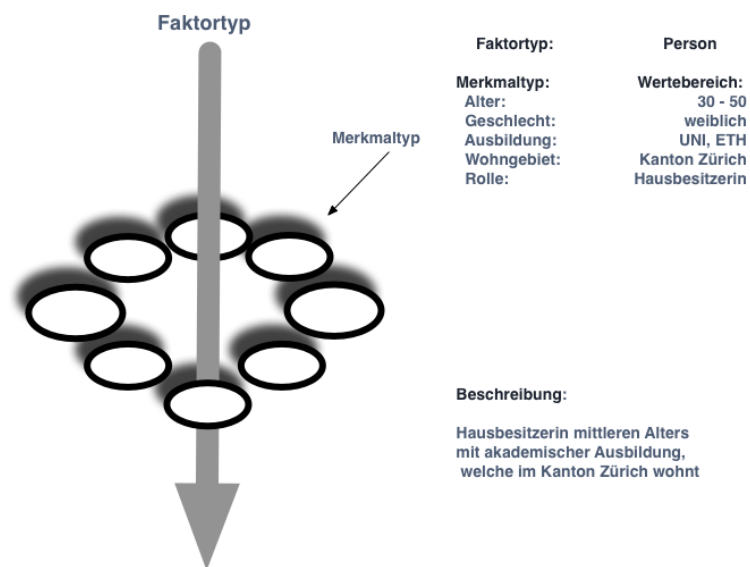 Faktortyp
Merkmaltyp
Faktortyp: Person
Merkmaltyp: Wertebereich:
Alter: 30 - 50
Geschlecht: weiblich
Ausbildung: UNI, ETH
Wohngebiet: Kanton Zürich
Rolle: Hausbesitzerin
Beschreibung:
Hausbesitzerin mittleren Alters
mit akademischer Ausbildung,
welche im Kanton Zürich wohnt